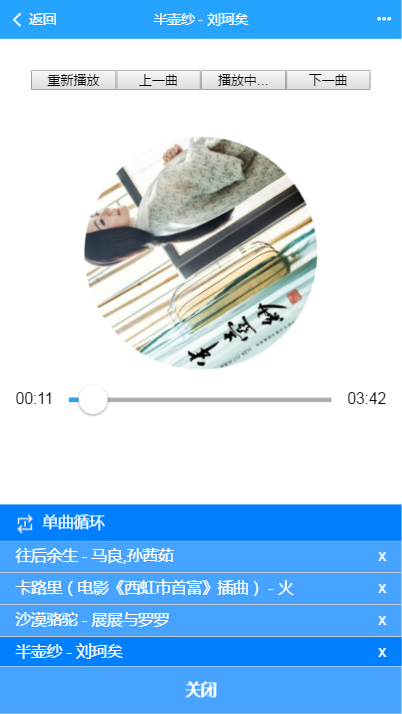 返回
半壶纱 - 刘珂矣
重新播放 上一曲 播放中... 下一曲
00:11 03:42
单曲循环
往后余生 - 马良,孙茜茹 x
卡路里（电影《西虹市首富》插曲） - 火 x
沙漠骆驼 - 展展与罗罗 x
半壶纱 - 刘珂矣 x
关闭